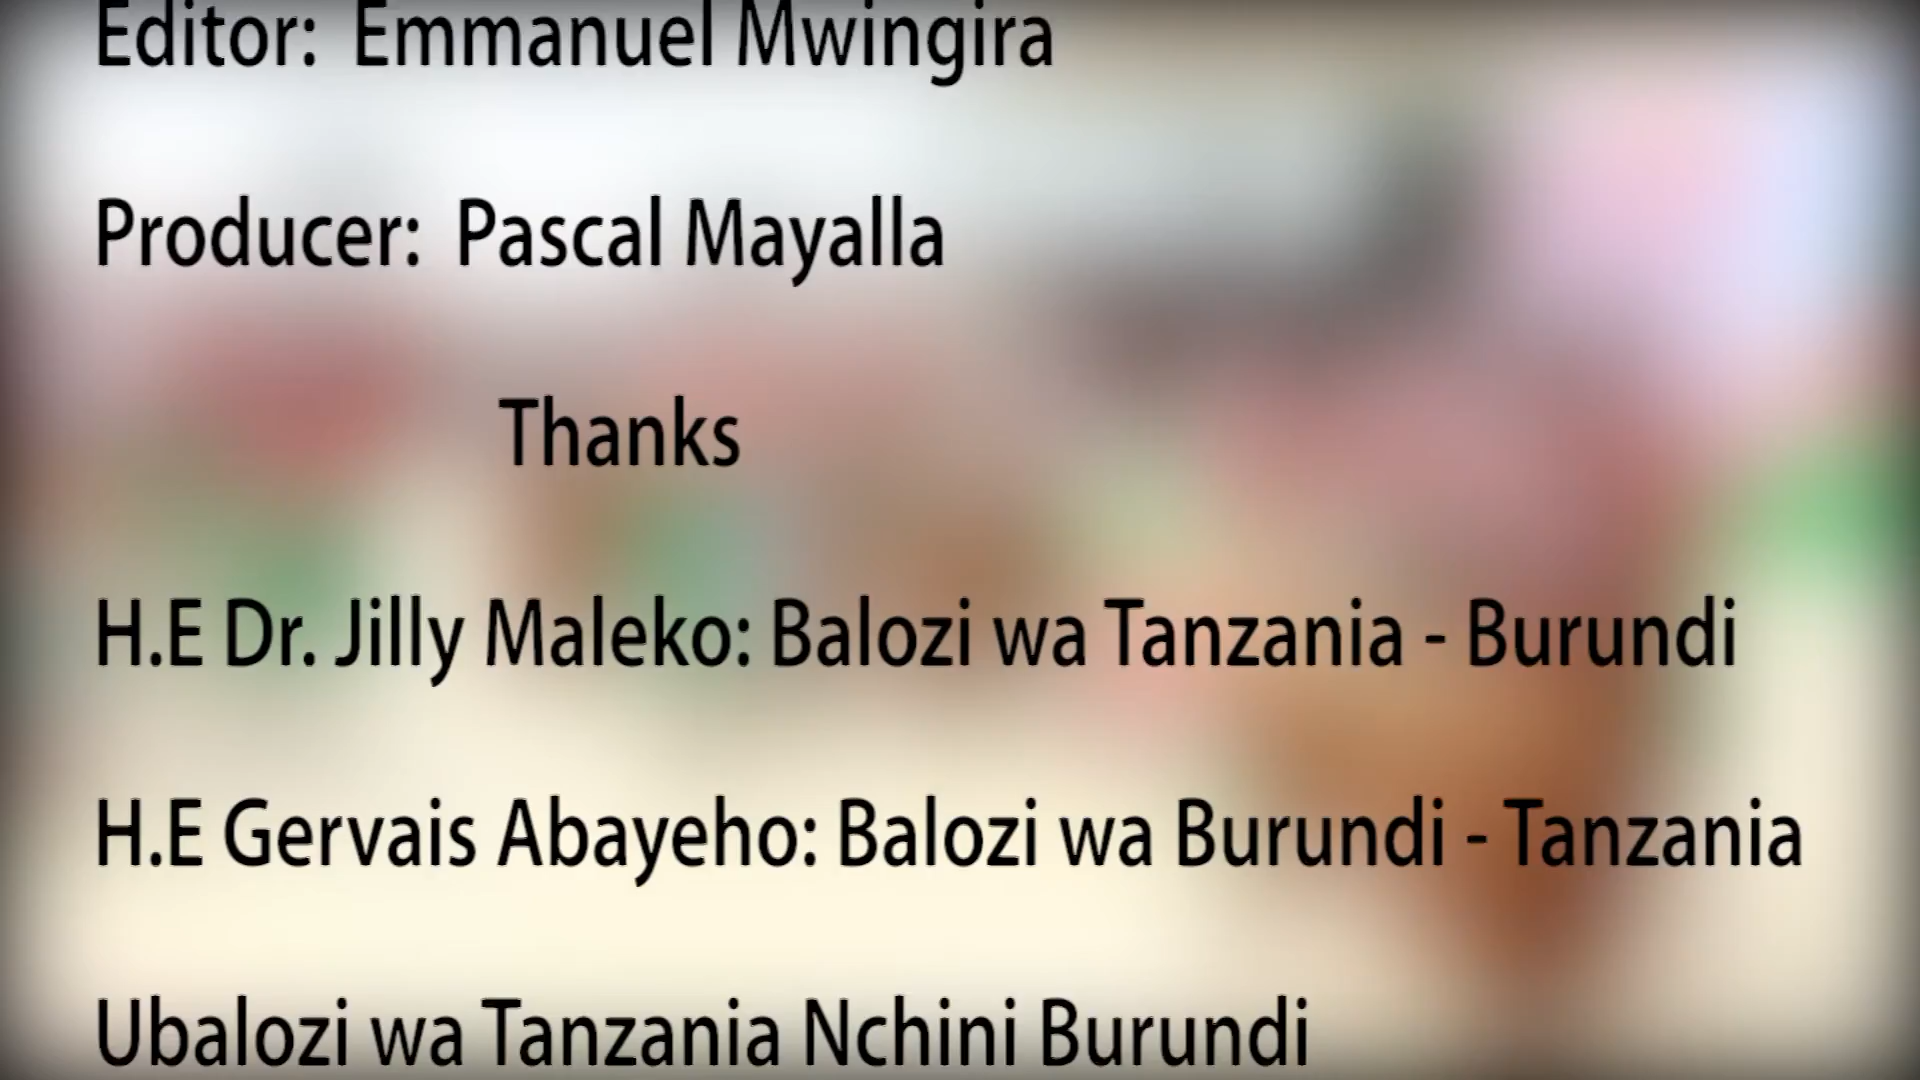 Editor: Emmanuel Mwingira
Producer: Pascal Mayalla
Thanks
H.E Dr. Jilly Maleko: Balozi wa Tanzania - Burundi
H.E Gervais Abayeho: Balozi wa Burundi - Tanzania
Ubalozi wa Tanzania Nchini Burundi